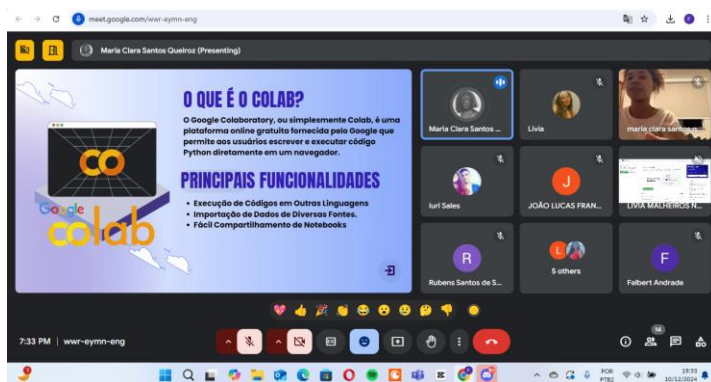 meet.google.com/wwr-eymn-eng
Maria Clara Santos Queiroz (Presenting)
O QUE É O COLAB?
O Google Colaboratory, ou simplesmente Colab, é uma
plataforma online gratuita fornecida pelo Google que
permite aos usuários escrever e executar código
Python diretamente em um navegador.
PRINCIPAIS FUNCIONALIDADES
• Execução de Códigos em Outras Linguagens
• Importação de Dados de Diversas Fontes.
• Fácil Compartilhamento de Notebooks
Google
colab
Maria Clara Santos ...
Livia
maria clara santos q...
Iuri Sales
J
JOÃO LUCAS FRAN...
LIVIA MALHEIROS N...
R
Rubens Santos de S...
L
5 others
F
Falbert Andrade
7:33 PM | wwr-eymn-eng
14
POR
PTB2
19:33
10/12/2024